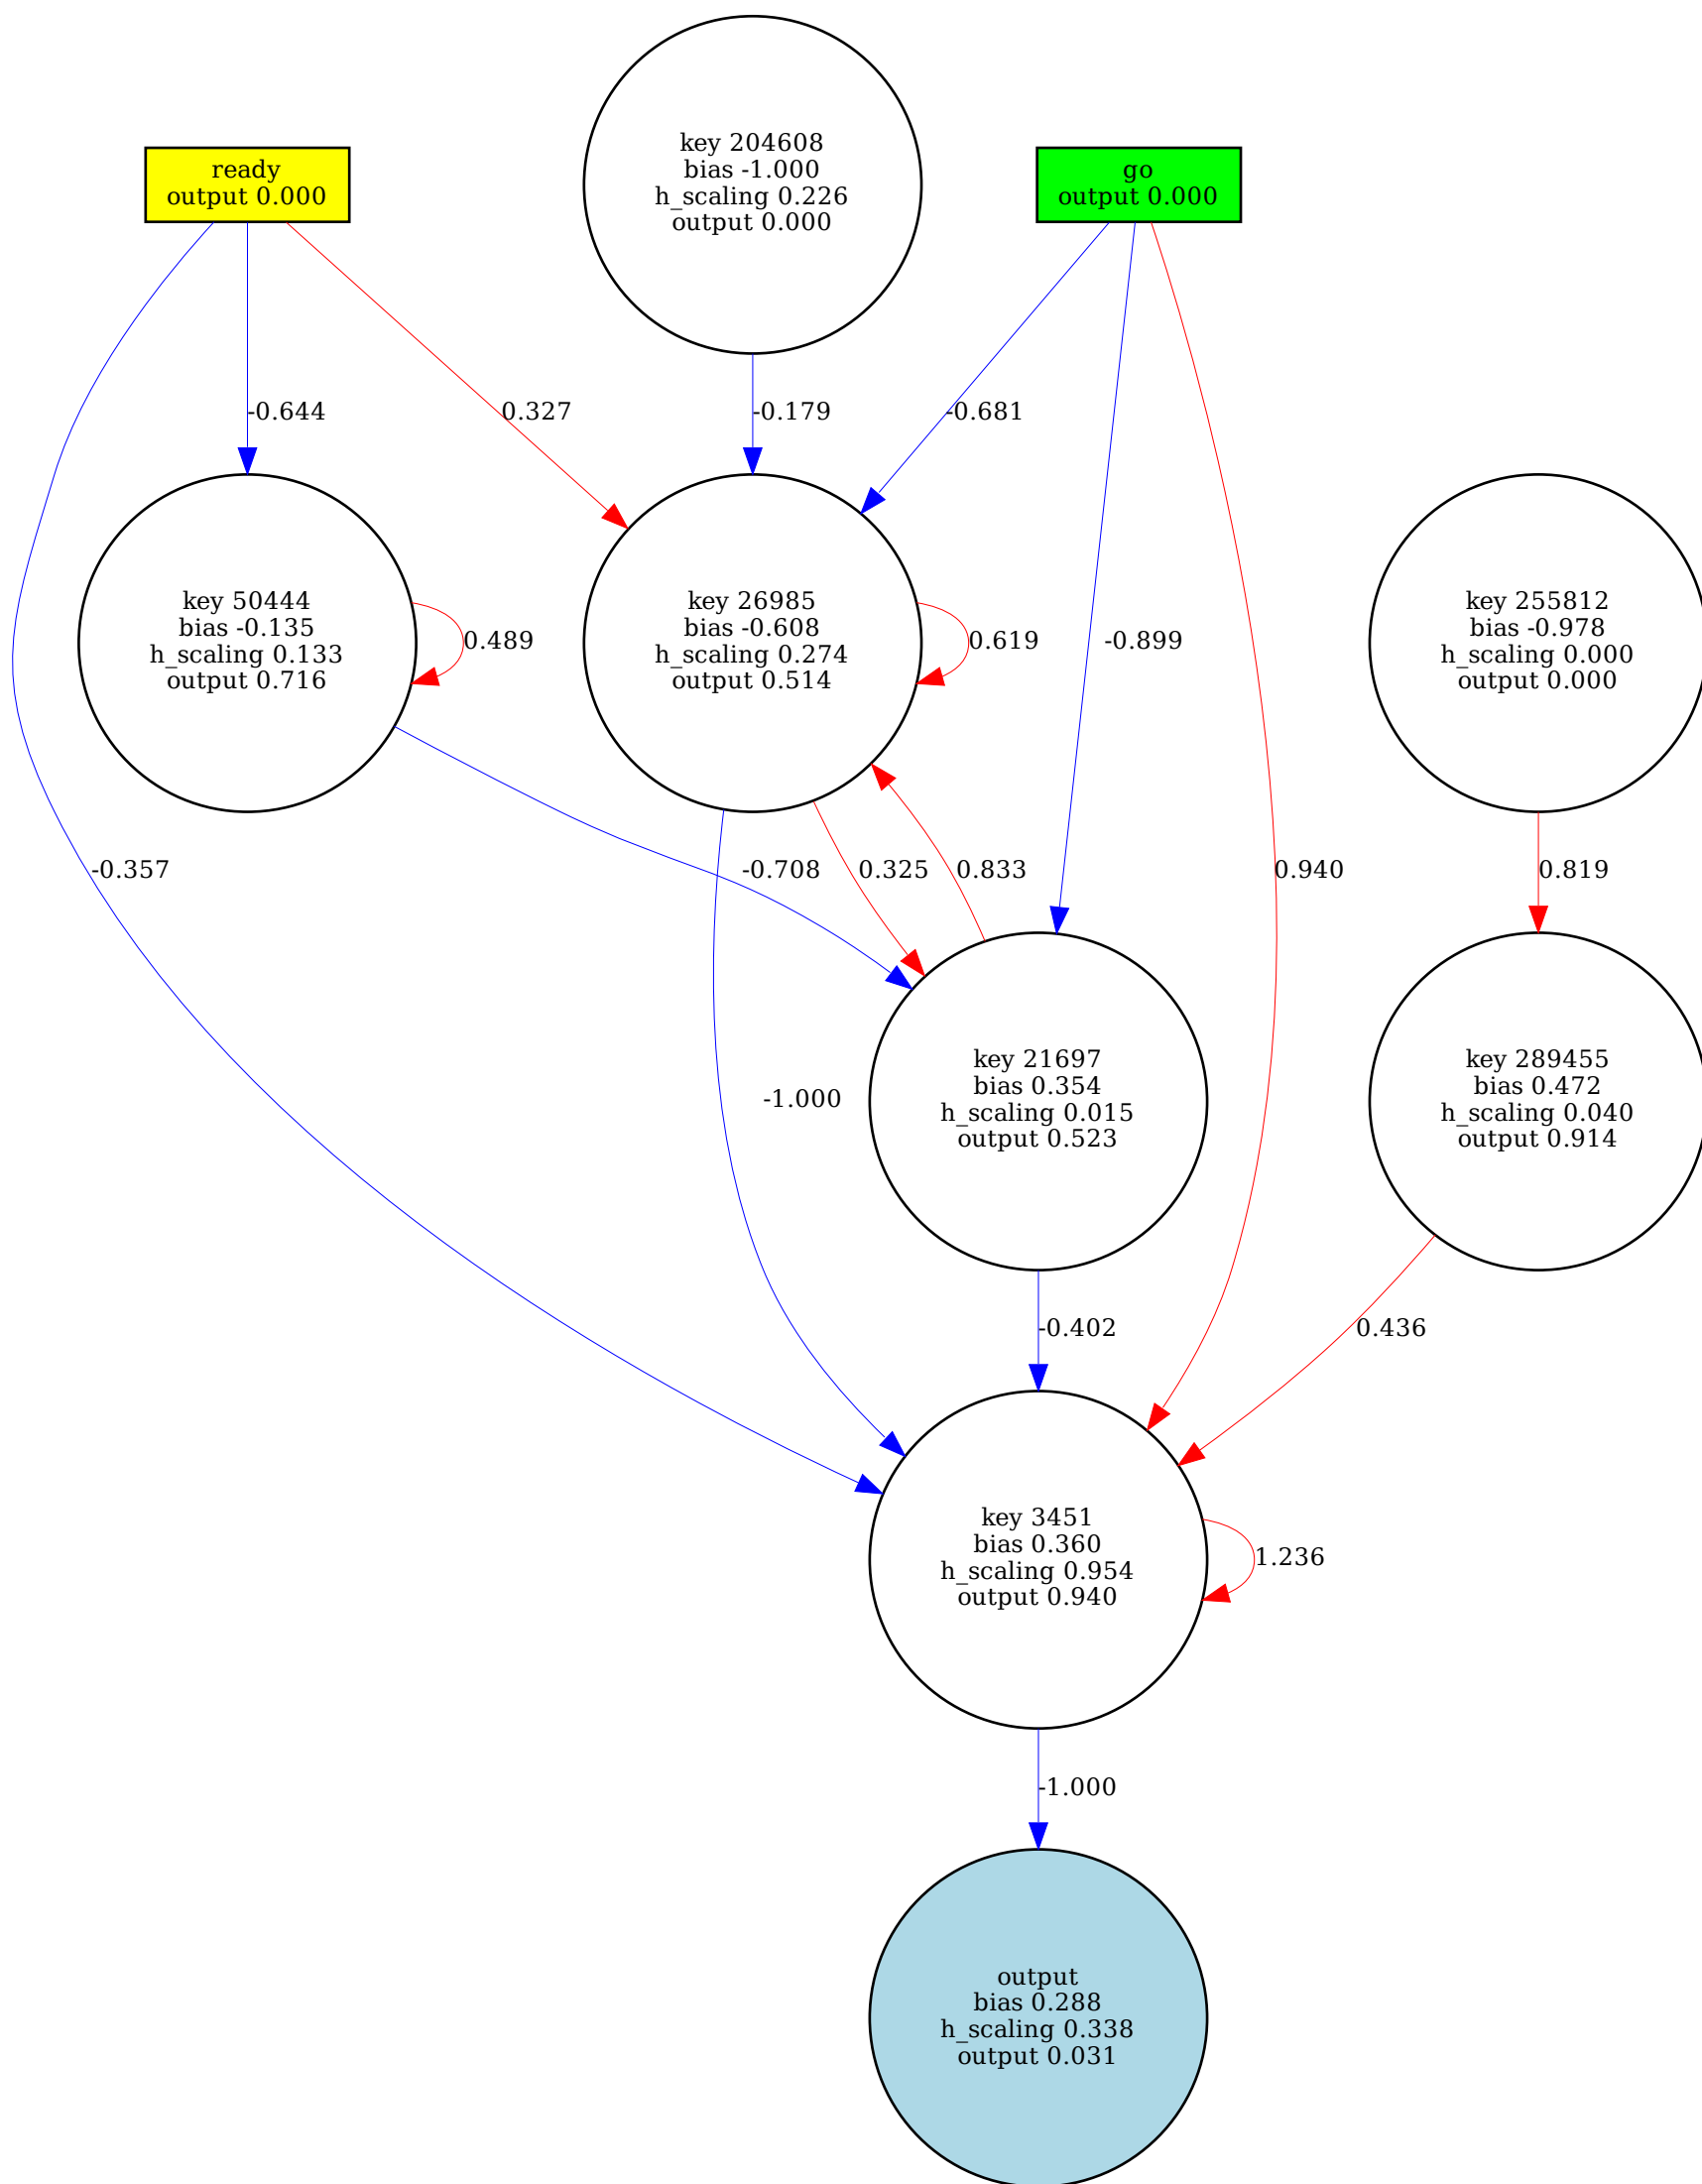 key 204608
bias -1.000
h_scaling 0.226
output 0.000
ready
output 0.000
go
output 0.000
-0.644
0.327
-0.179
-0.681
key 50444
bias -0.135
h_scaling 0.133
output 0.716
0.489
key 26985
bias -0.608
h_scaling 0.274
output 0.514
0.619
-0.899
key 255812
bias -0.978
h_scaling 0.000
output 0.000
-0.357
-0.708
0.325
0.833
0.940
0.819
-1.000
key 21697
bias 0.354
h_scaling 0.015
output 0.523
key 289455
bias 0.472
h_scaling 0.040
output 0.914
-0.402
0.436
key 3451
bias 0.360
h_scaling 0.954
output 0.940
1.236
-1.000
output
bias 0.288
h_scaling 0.338
output 0.031